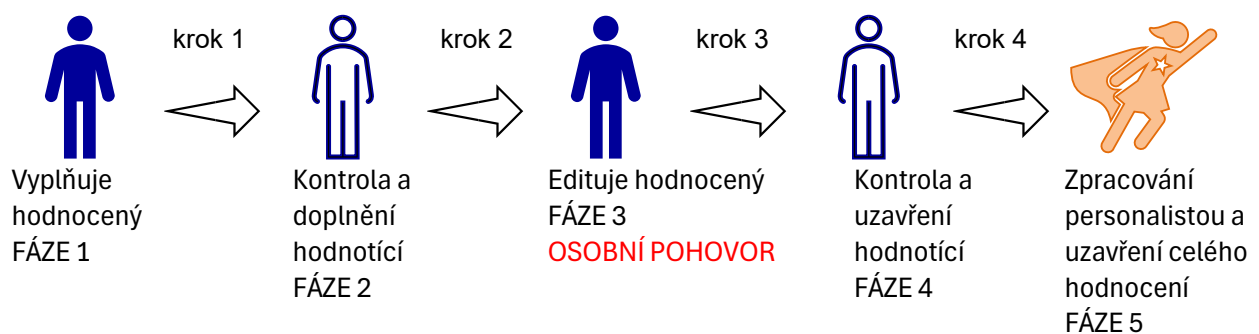 krok 1
krok 2
krok 3
krok 4
Vyplňuje
hodnocený
FÁZE 1
Kontrola a
doplnění
hodnotící
FÁZE 2
Edituje hodnocený
FÁZE 3
OSOBNÍ POHOVOR
Kontrola a
uzavření
hodnotící
FÁZE 4
Zpracování
personalistou a
uzavření celého
hodnocení
FÁZE 5